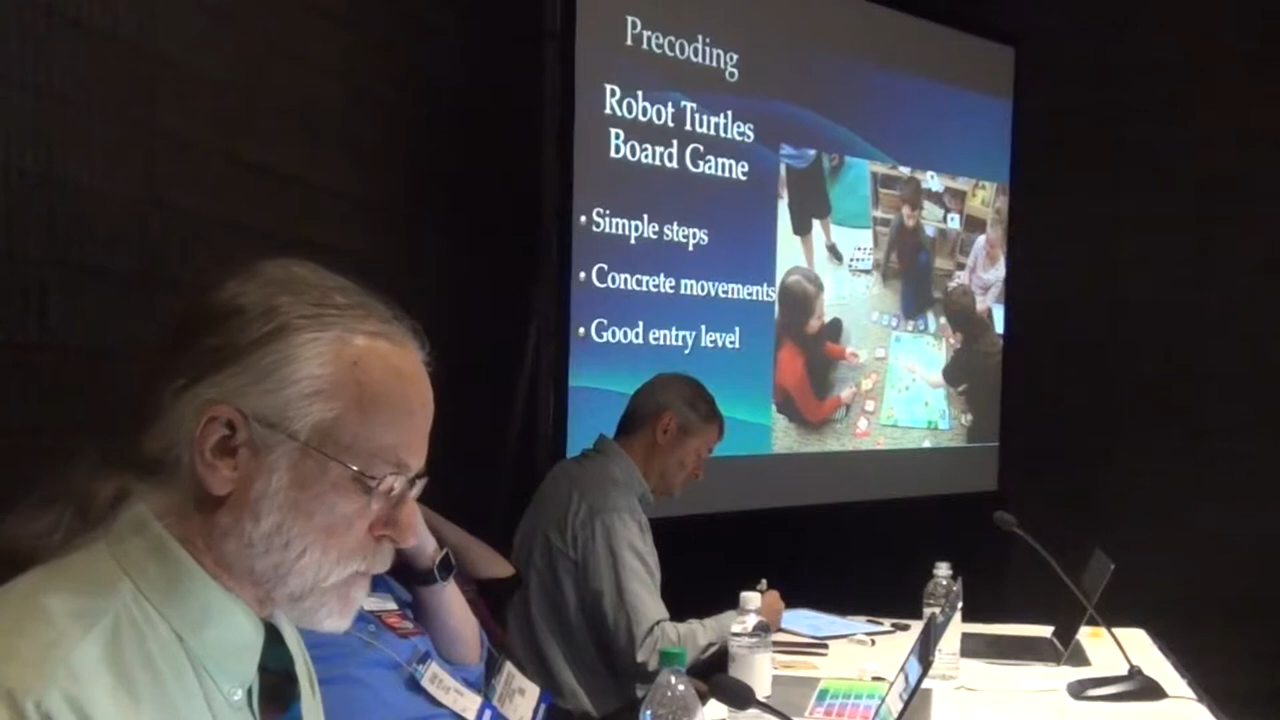 Precoding
Robot Turtles
Board Game
• Simple steps
• Concrete movements
• Good entry level